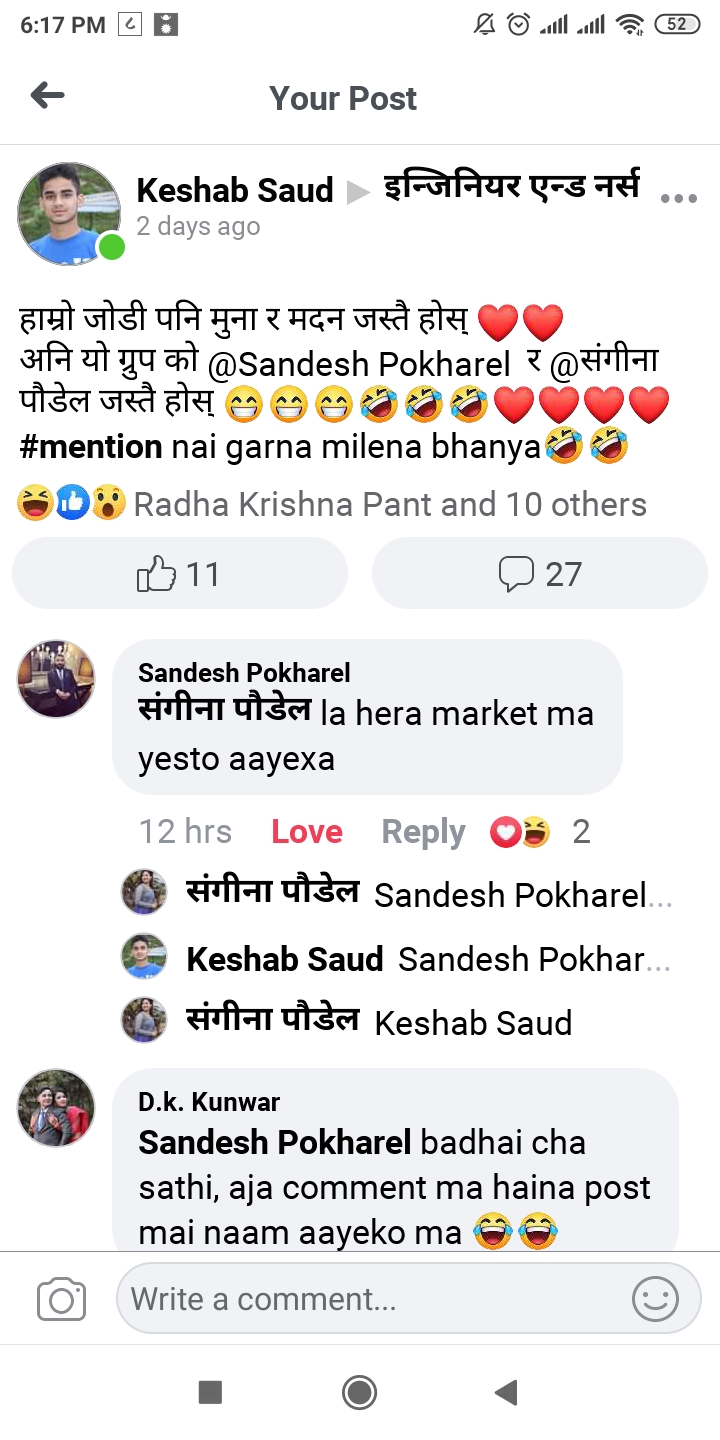 6:17 PM
52
Your Post
Keshab Saud ▶ इन्जिनियर एन्ड नर्स
2 days ago
हाम्रो जोडी पनि मुना र मदन जस्तै होस् ❤️❤️
अनि यो ग्रुप को @Sandesh Pokharel र @संगीना
पौडेल जस्तै होस् 😁😁😁🤣🤣🤣❤️❤️❤️❤️
#mention nai garna milena bhanya🤣🤣
Radha Krishna Pant and 10 others
11
27
Sandesh Pokharel
संगीना पौडेल la hera market ma
yesto aayexa
12 hrs Love Reply 2
संगीना पौडेल Sandesh Pokharel...
Keshab Saud Sandesh Pokhar...
संगीना पौडेल Keshab Saud
D.k. Kunwar
Sandesh Pokharel badhai cha
sathi, aja comment ma haina post
mai naam aayeko ma 😂😂
Write a comment...